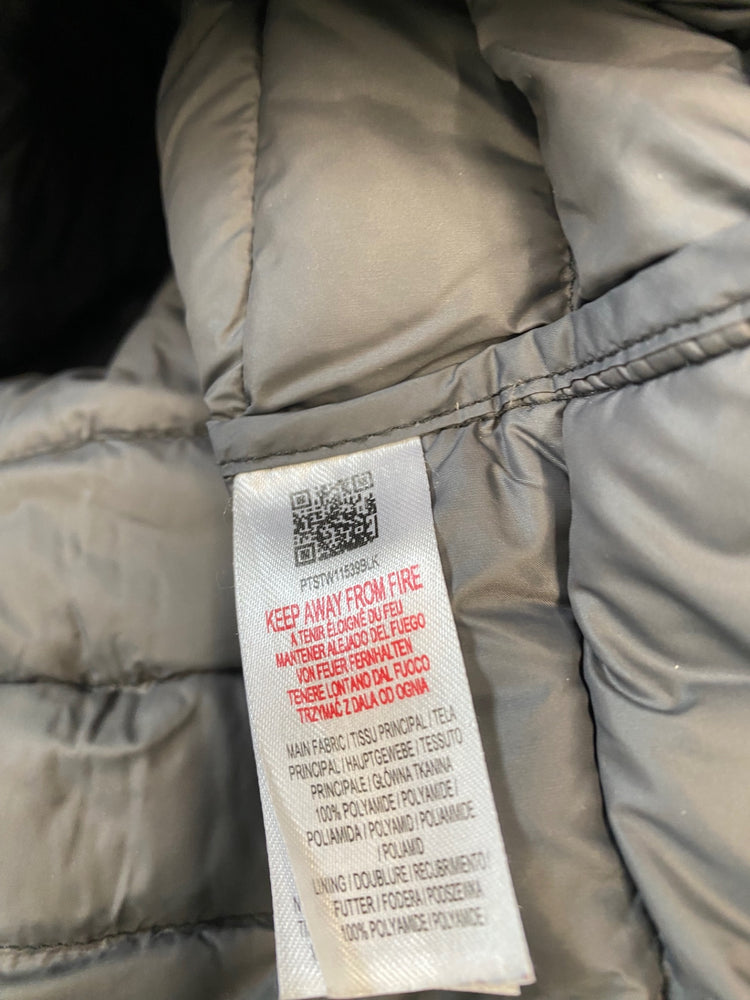 PTSTW11539BLK
KEEP AWAY FROM FIRE
A TENIR ÉLOIGNÉ DU FEU
MANTENER ALEJADO DEL FUEGO
VON FEUER FERNHALTEN
TENERE LONTANO DAL FUOCO
TRZYMAĆ Z DALA OD OGNIA
MAIN FABRIC / TISSU PRINCIPAL / TELA
PRINCIPAL / HAUPTGEWEBE / TESSUTO
PRINCIPALE / GŁÓWNA TKANINA
100% POLYAMIDE / POLYAMIDE /
POLIAMIDA / POLYAMID / POLIAMMIDE
/ POLIAMID
LINING / DOUBLURE / RECUBRIMENTO /
FUTTER / FODERA / PODSZEWKA
100% POLYAMIDE / POLYAMIDE /